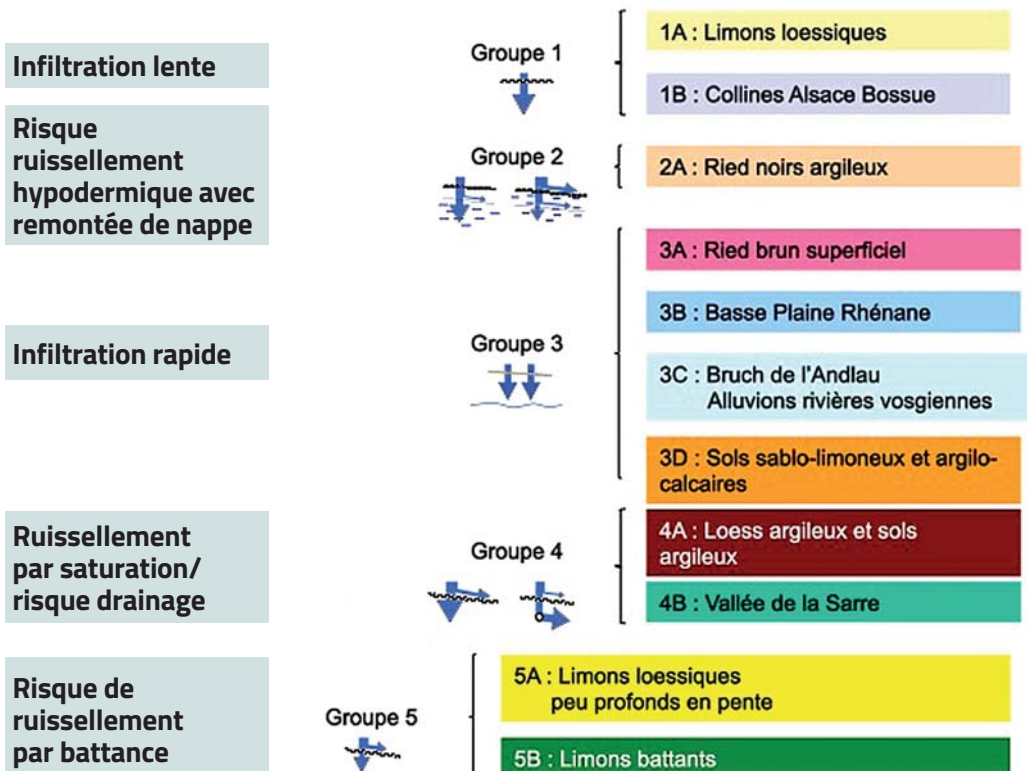 Infiltration lente
Groupe 1
1A : Limons loessiques
1B : Collines Alsace Bossue
Risque
ruissellement
hypodermique avec
remontée de nappe
Groupe 2
2A : Ried noirs argileux
Infiltration rapide
Groupe 3
3A : Ried brun superficiel
3B : Basse Plaine Rhénane
3C : Bruch de l'Andlau
Alluvions rivières vosgiennes
3D : Sols sablo-limoneux et argilo-
calcaires
Ruissellement
par saturation/
risque drainage
Groupe 4
4A : Loess argileux et sols
argileux
4B : Vallée de la Sarre
Risque de
ruissellement
par battance
Groupe 5
5A : Limons loessiques
peu profonds en pente
5B : Limons battants